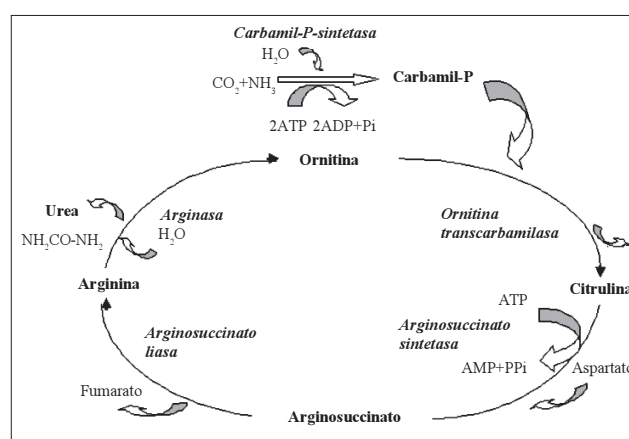 Carbamil-P-sintetasa
H₂O
CO₂+NH₃
Carbamil-P
2ATP 2ADP+Pi
Ornitina
Urea
Arginasa
H₂O
NH₂CO-NH₂
Ornitina
transcarbamilasa
Arginina
Citrulina
ATP
Arginosuccinato
sintetasa
Arginosuccinato
liasa
AMP+PPi
Aspartato
Fumarato
Arginosuccinato